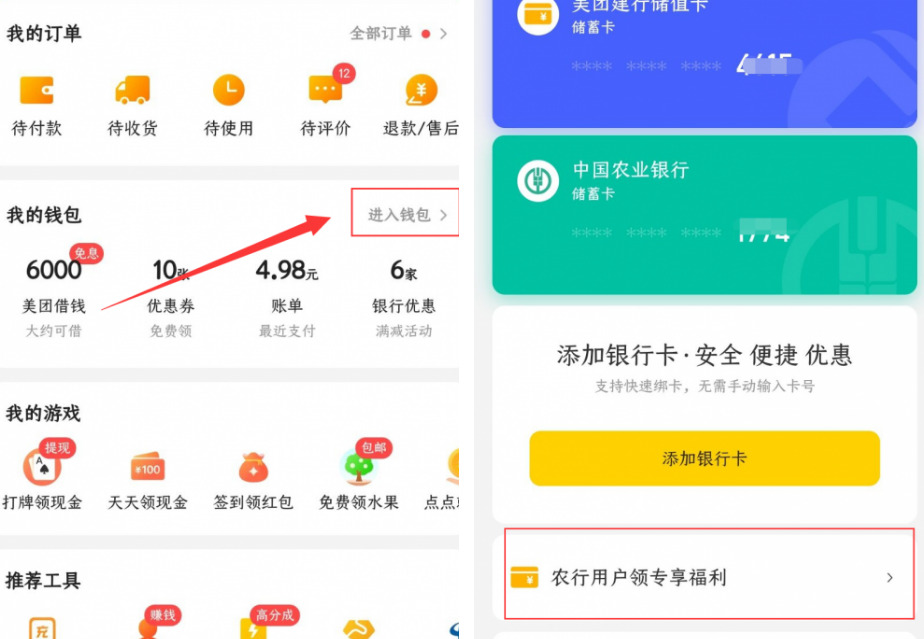 我的订单
全部订单
12
待付款
待收货
待使用
待评价
退款/售后
我的钱包
进入钱包
免息
6000
10张
4.98元
6家
美团借钱
优惠券
账单
银行优惠
大约可借
免费领
最近支付
满减活动
我的游戏
提现
¥100
包邮
打牌领现金
天天领现金
签到领红包
免费领水果
点点
推荐工具
赚钱
高分成
充
美团建行储值卡
储蓄卡
**** **** ****
中国农业银行
储蓄卡
**** **** ****
添加银行卡·安全 便捷 优惠
支持快速绑卡，无需手动输入卡号
添加银行卡
农行用户领专享福利